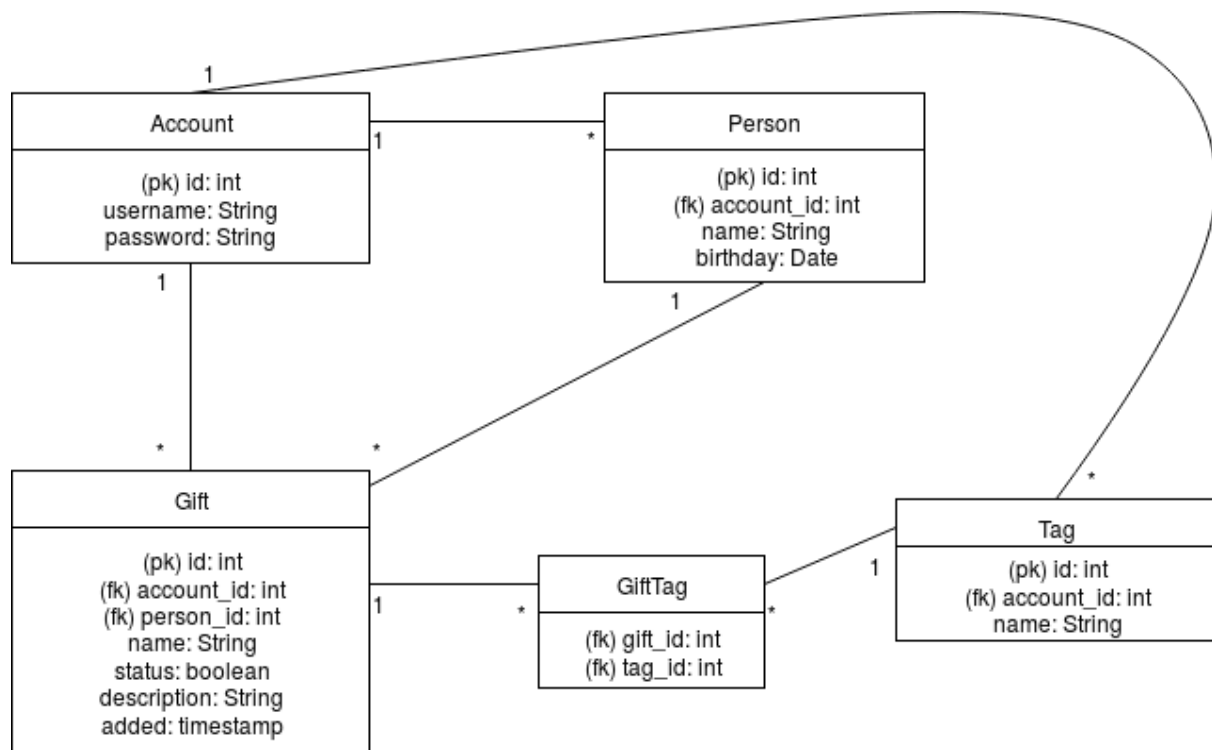 1
Account
(pk) id: int
username: String
password: String
1
*
Person
(pk) id: int
(fk) account_id: int
name: String
birthday: Date
1
1
*
*
Gift
(pk) id: int
(fk) account_id: int
(fk) person_id: int
name: String
status: boolean
description: String
added: timestamp
1
*
GiftTag
(fk) gift_id: int
(fk) tag_id: int
*
1
*
Tag
(pk) id: int
(fk) account_id: int
name: String